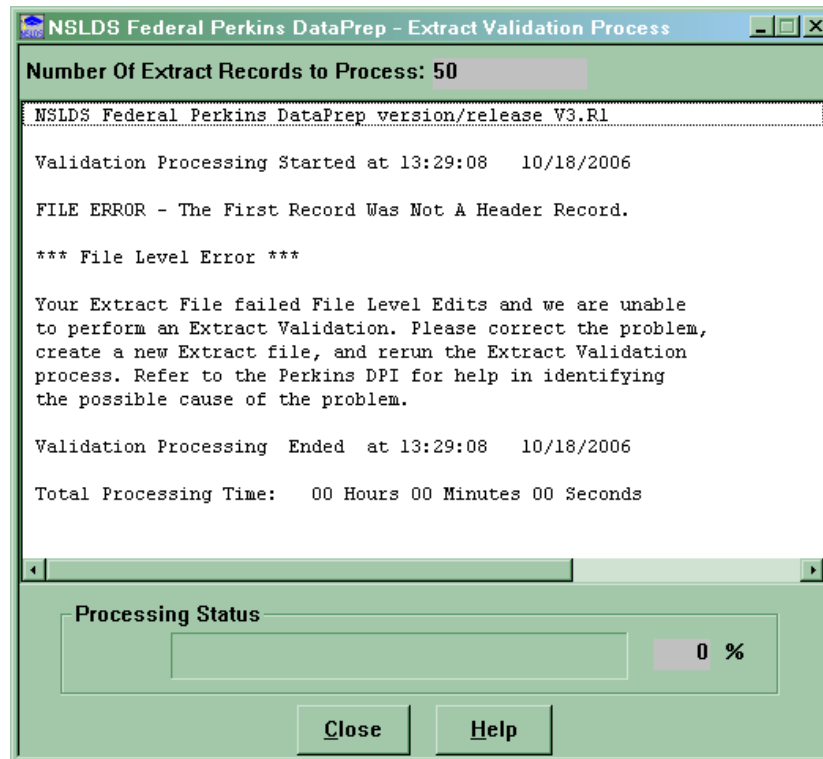 NSLDS Federal Perkins DataPrep - Extract Validation Process
Number Of Extract Records to Process: 50
NSLDS Federal Perkins DataPrep version/release V3.R1
Validation Processing Started at 13:29:08 10/18/2006
FILE ERROR - The First Record Was Not A Header Record.
*** File Level Error ***
Your Extract File failed File Level Edits and we are unable
to perform an Extract Validation. Please correct the problem,
create a new Extract file, and rerun the Extract Validation
process. Refer to the Perkins DPI for help in identifying
the possible cause of the problem.
Validation Processing Ended at 13:29:08 10/18/2006
Total Processing Time: 00 Hours 00 Minutes 00 Seconds
Processing Status
0 %
Close Help